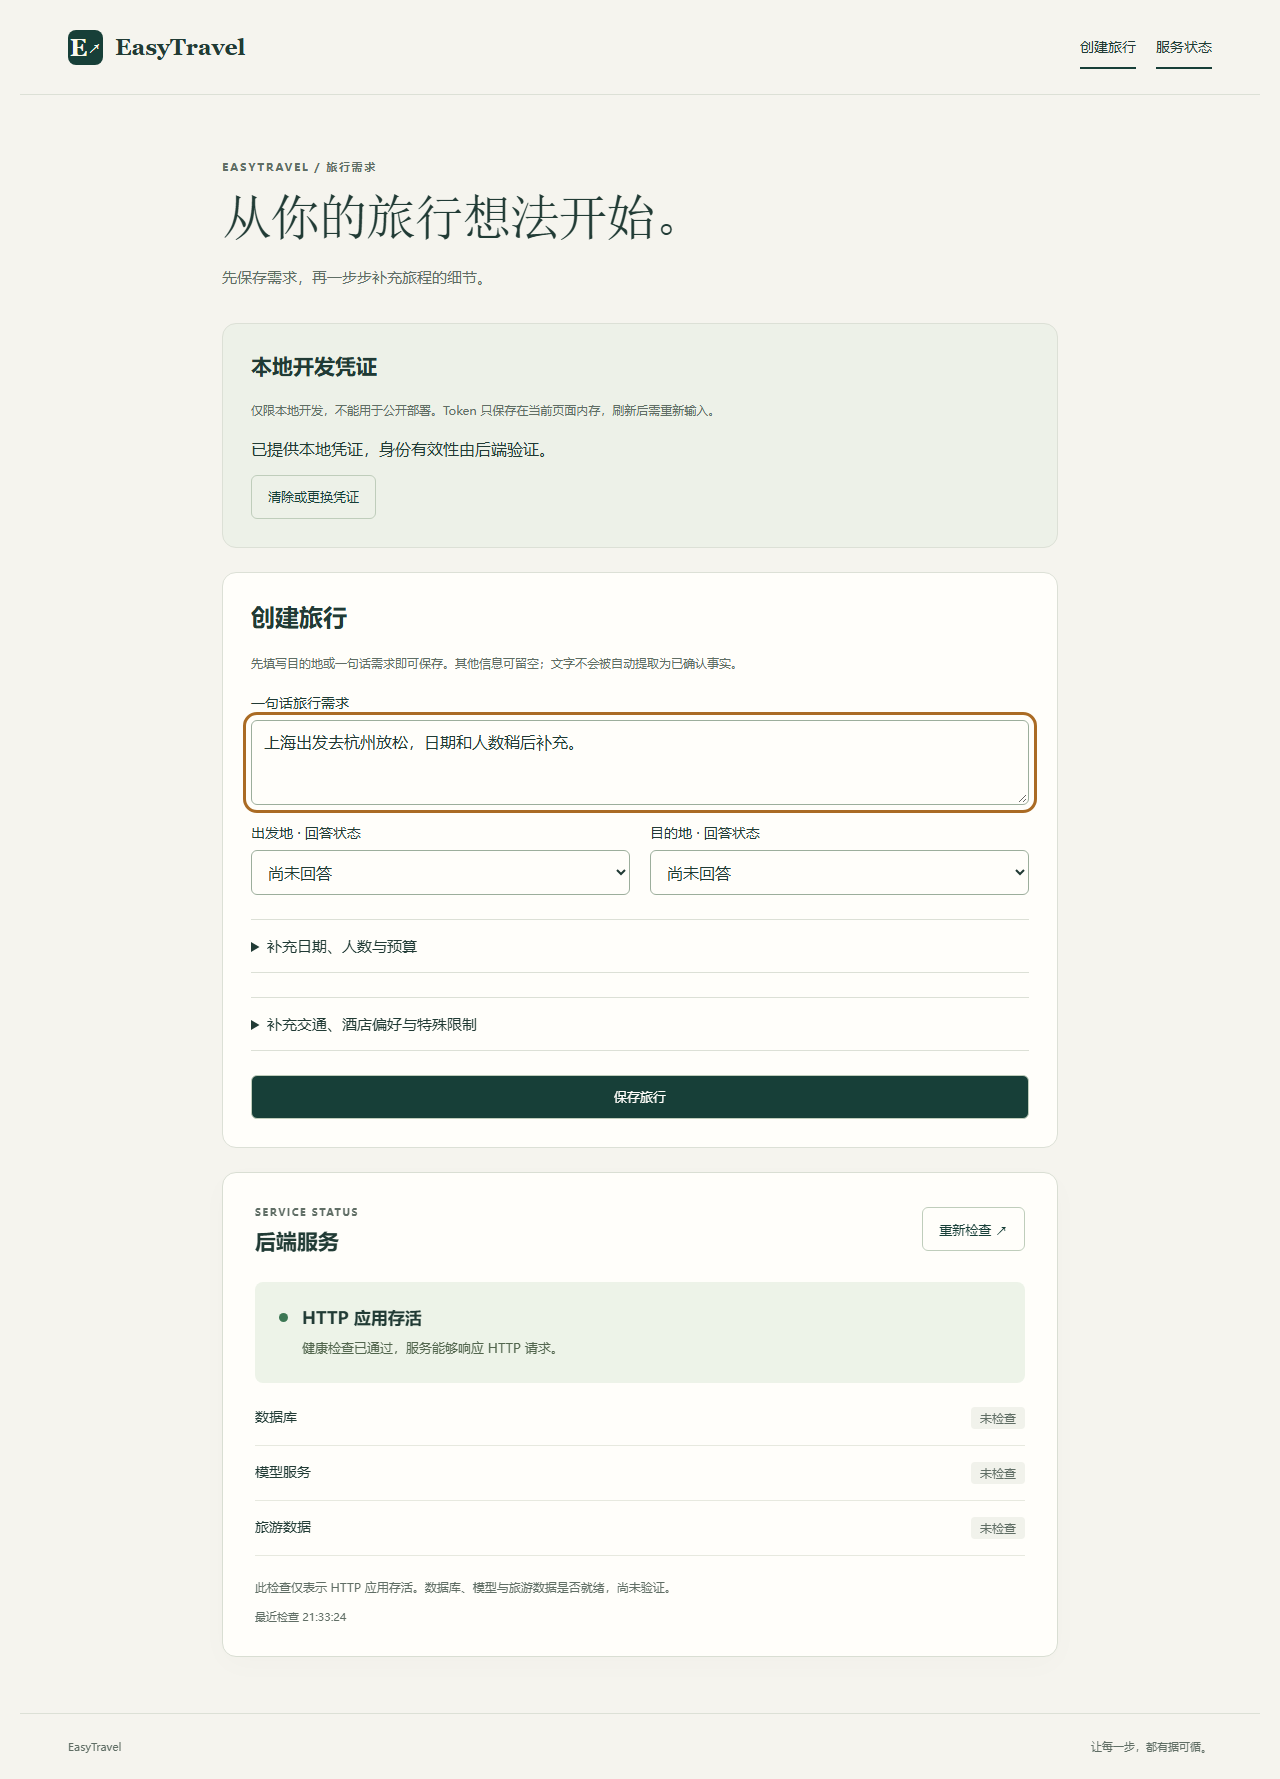 E↗ EasyTravel
创建旅行 服务状态
EASYTRAVEL / 旅行需求
从你的旅行想法开始。
先保存需求，再一步步补充旅程的细节。
本地开发凭证
仅限本地开发，不能用于公开部署。Token 只保存在当前页面内存，刷新后需重新输入。
已提供本地凭证，身份有效性由后端验证。
清除或更换凭证
创建旅行
先填写目的地或一句话需求即可保存。其他信息可留空；文字不会被自动提取为已确认事实。
一句话旅行需求
上海出发去杭州放松，日期和人数稍后补充。
出发地 · 回答状态 目的地 · 回答状态
尚未回答 尚未回答
补充日期、人数与预算
补充交通、酒店偏好与特殊限制
保存旅行
SERVICE STATUS
后端服务
重新检查 ↗
HTTP 应用存活
健康检查已通过，服务能够响应 HTTP 请求。
数据库 未检查
模型服务 未检查
旅游数据 未检查
此检查仅表示 HTTP 应用存活。数据库、模型与旅游数据是否就绪，尚未验证。
最近检查 21:33:24
EasyTravel 让每一步，都有据可循。